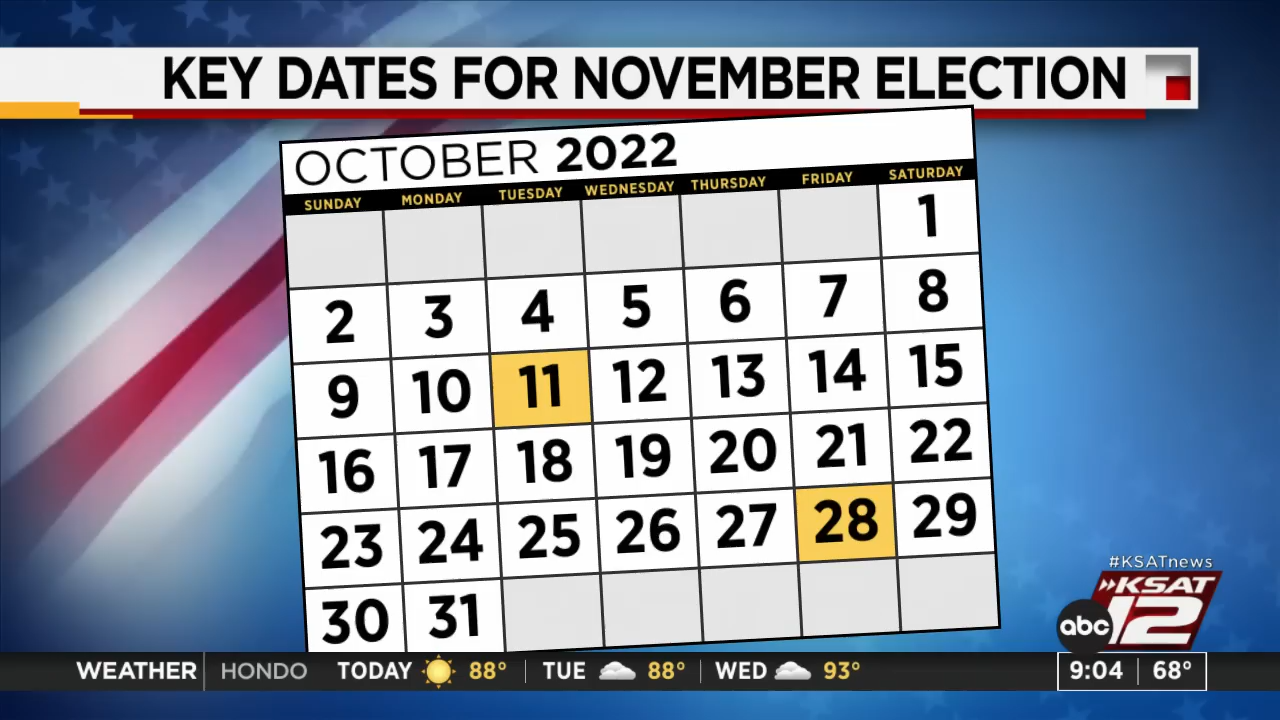 KEY DATES FOR NOVEMBER ELECTION
OCTOBER 2022
SUNDAY MONDAY TUESDAY WEDNESDAY THURSDAY FRIDAY SATURDAY
1
2 3 4 5 6 7 8
9 10 11 12 13 14 15
16 17 18 19 20 21 22
23 24 25 26 27 28 29
30 31
#KSATnews
KSAT
abc 12
WEATHER HONDO TODAY 88° TUE 88° WED 93° 9:04 68°